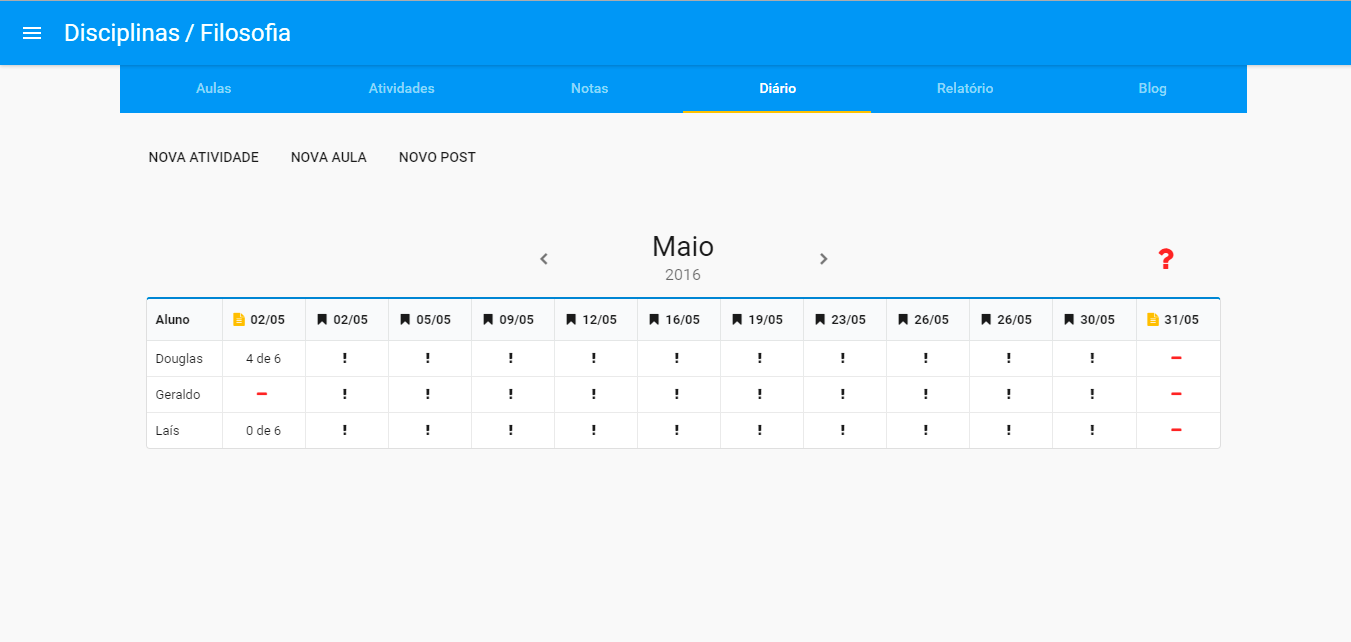 Disciplinas / Filosofia
Aulas Atividades Notas Diário Relatório Blog
NOVA ATIVIDADE NOVA AULA NOVO POST
Maio
2016
?
Aluno 02/05 02/05 05/05 09/05 12/05 16/05 19/05 23/05 26/05 26/05 30/05 31/05
Douglas 4 de 6 ! ! ! ! ! ! ! ! ! ! –
Geraldo – ! ! ! ! ! ! ! ! ! ! –
Laís 0 de 6 ! ! ! ! ! ! ! ! ! ! –